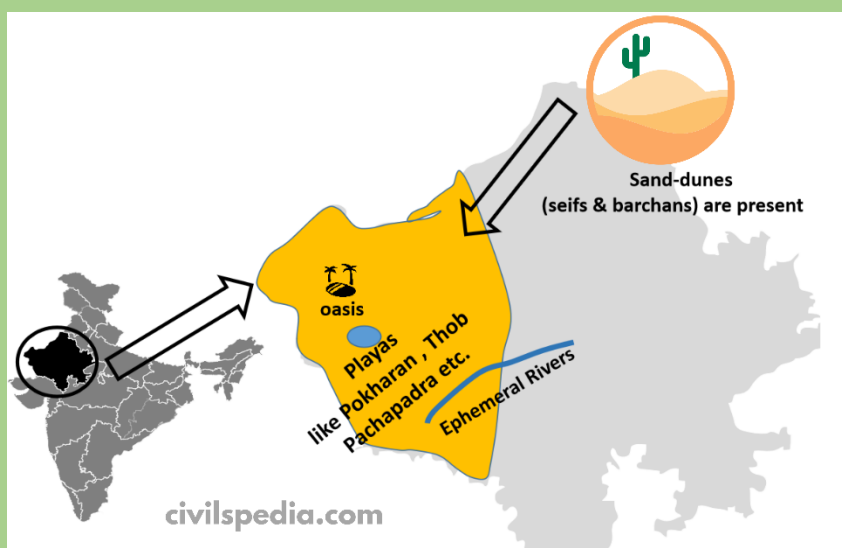 Sand-dunes
(seifs & barchans) are present
oasis
Playas
like Pokharan , Thob
Pachapadra etc.
Ephemeral Rivers
civilspedia.com